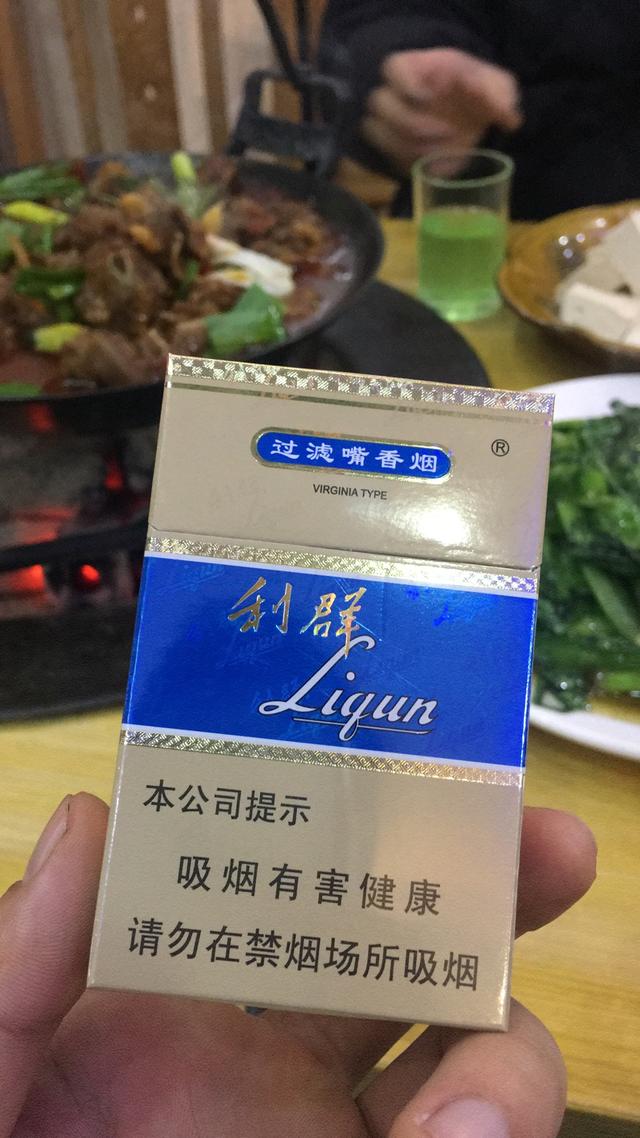 过滤嘴香烟
®
VIRGINIA TYPE
利群
Liqun
本公司提示
吸烟有害健康
请勿在禁烟场所吸烟